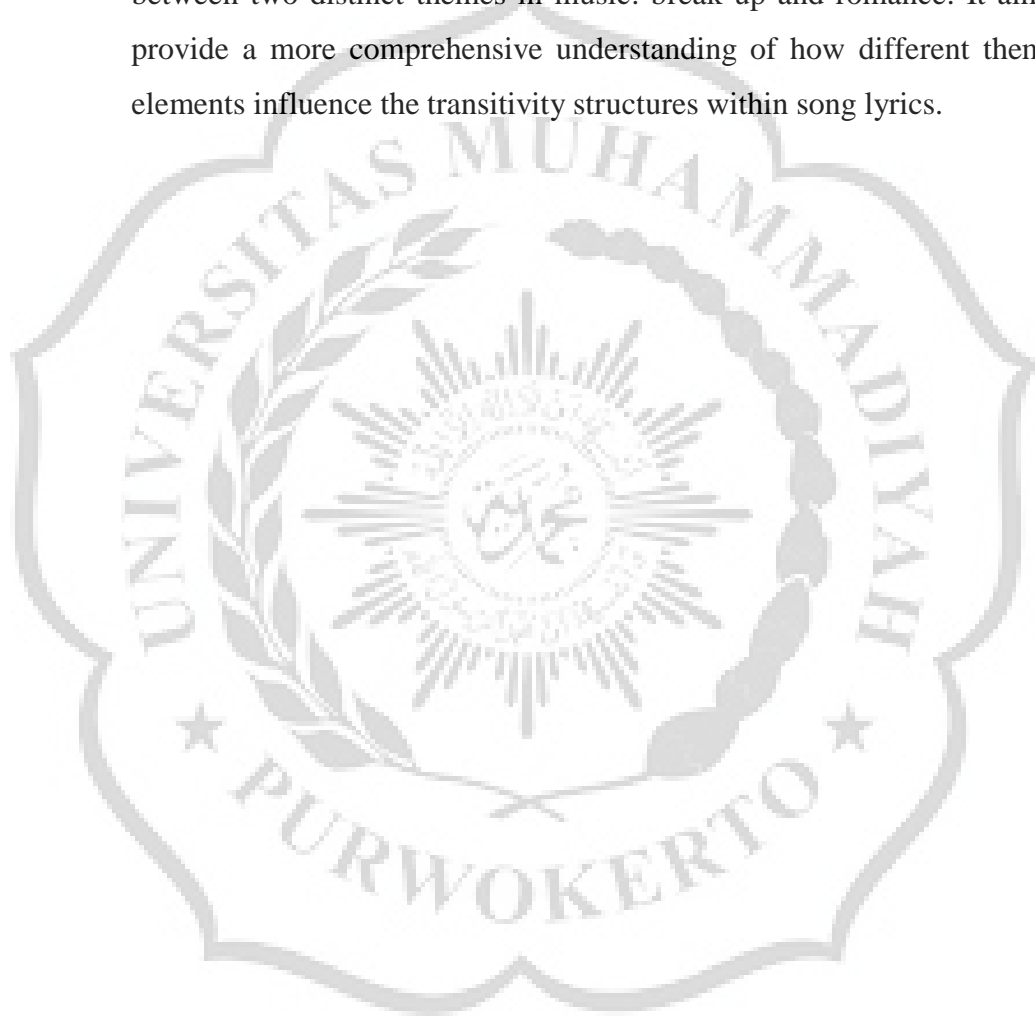 between two distinct themes in music: break up and romance. It aim
provide a more comprehensive understanding of how different them
elements influence the transitivity structures within song lyrics.
UNIVERSITAS MUHAMMADIYAH
★ PURWOKERTO ★